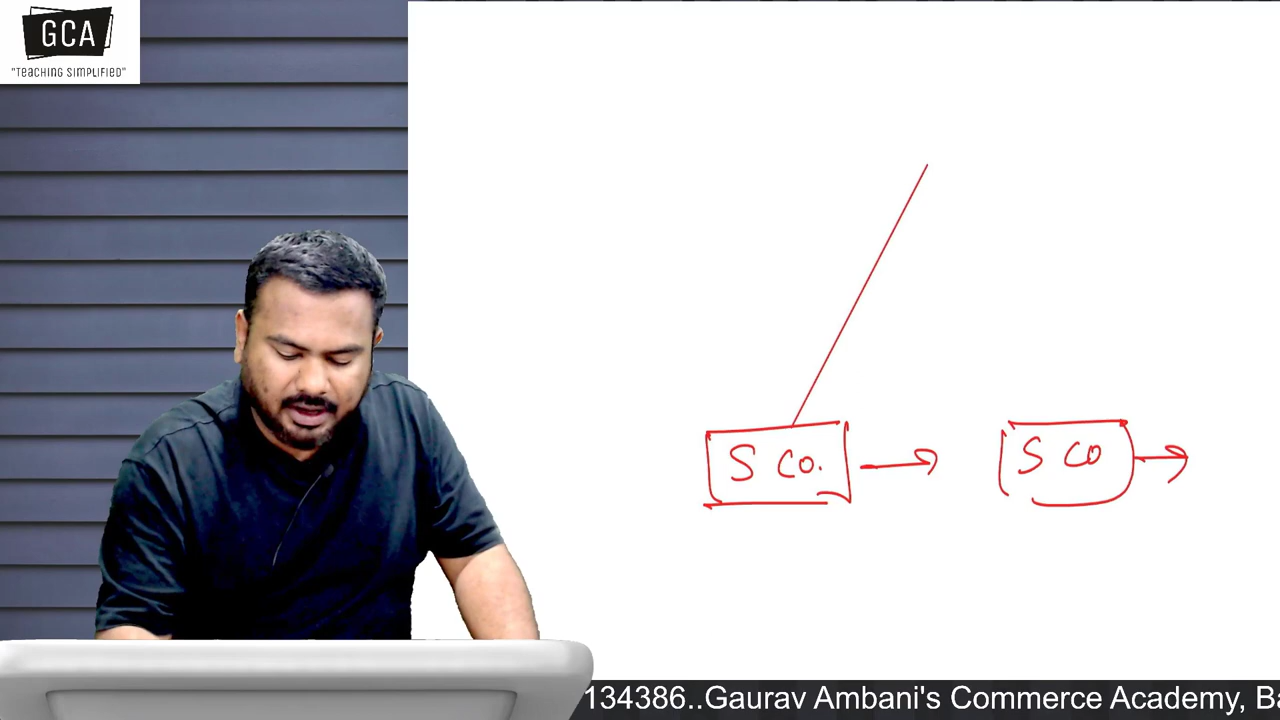 GCA
"TEACHING SIMPLIFIED"
S CO.
S CO
134386..Gaurav Ambani's Commerce Academy, Ba